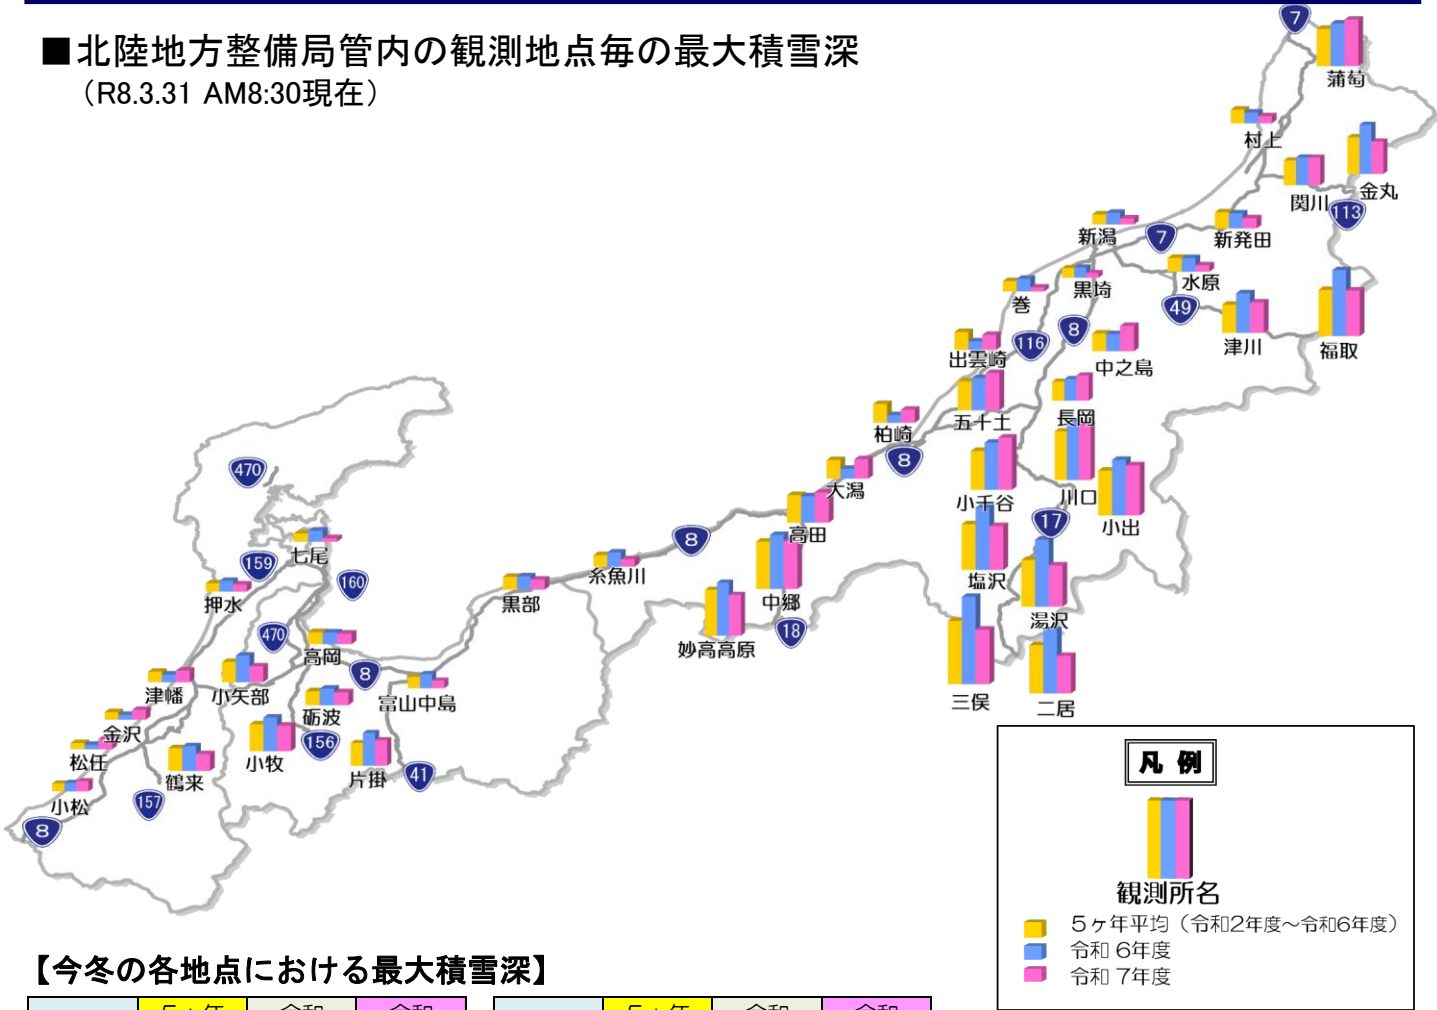 ■北陸地方整備局管内の観測地点毎の最大積雪深
（R8.3.31 AM8:30現在）
7
蒲萄
村上
金丸
関川
113
新潟
7
新発田
水原
黒埼
巻
49
津川
福取
8
116
出雲崎
中之島
長岡
五十土
柏崎
8
大潟
小千谷
川口
小出
17
高田
塩沢
湯沢
中郷
18
妙高高原
三俣
二居
8
糸魚川
黒部
470
七尾
159
160
押水
470
高岡
8
津幡
小矢部
富山中島
砺波
金沢
156
松任
小牧
片掛
41
鶴来
小松
157
8
凡 例
観測所名
5ヶ年平均（令和2年度～令和6年度）
令和 6年度
令和 7年度
【今冬の各地点における最大積雪深】